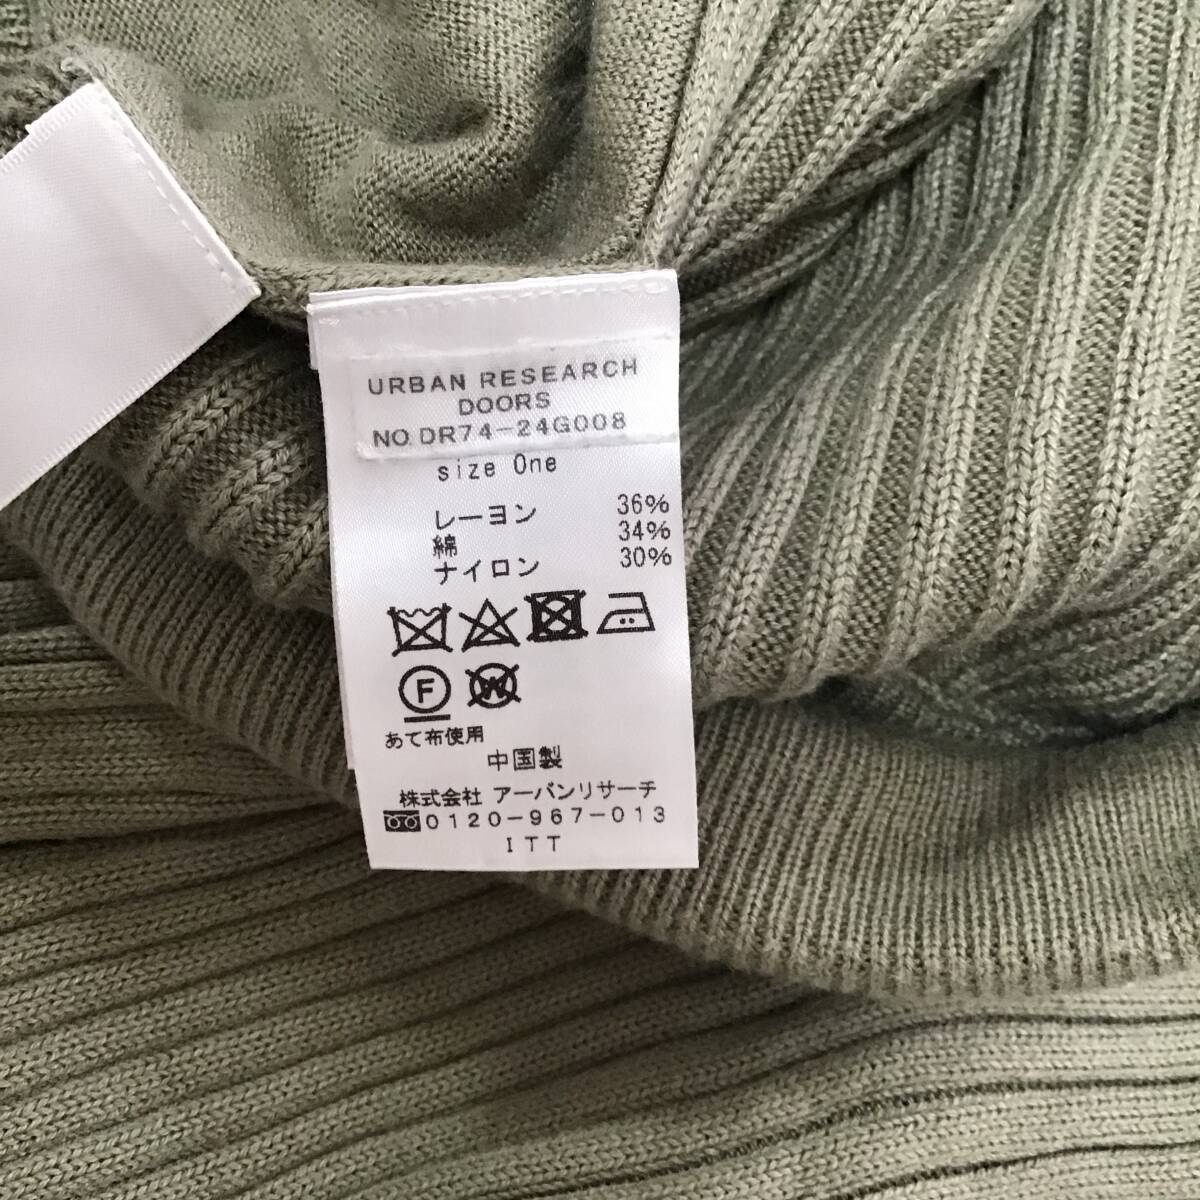 URBAN RESEARCH
DOORS
NO.DR74-24G008
size One
レーヨン 36%
綿 34%
ナイロン 30%
F W
あて布使用
中国製
株式会社 アーバンリサーチ
0120-967-013
ITT